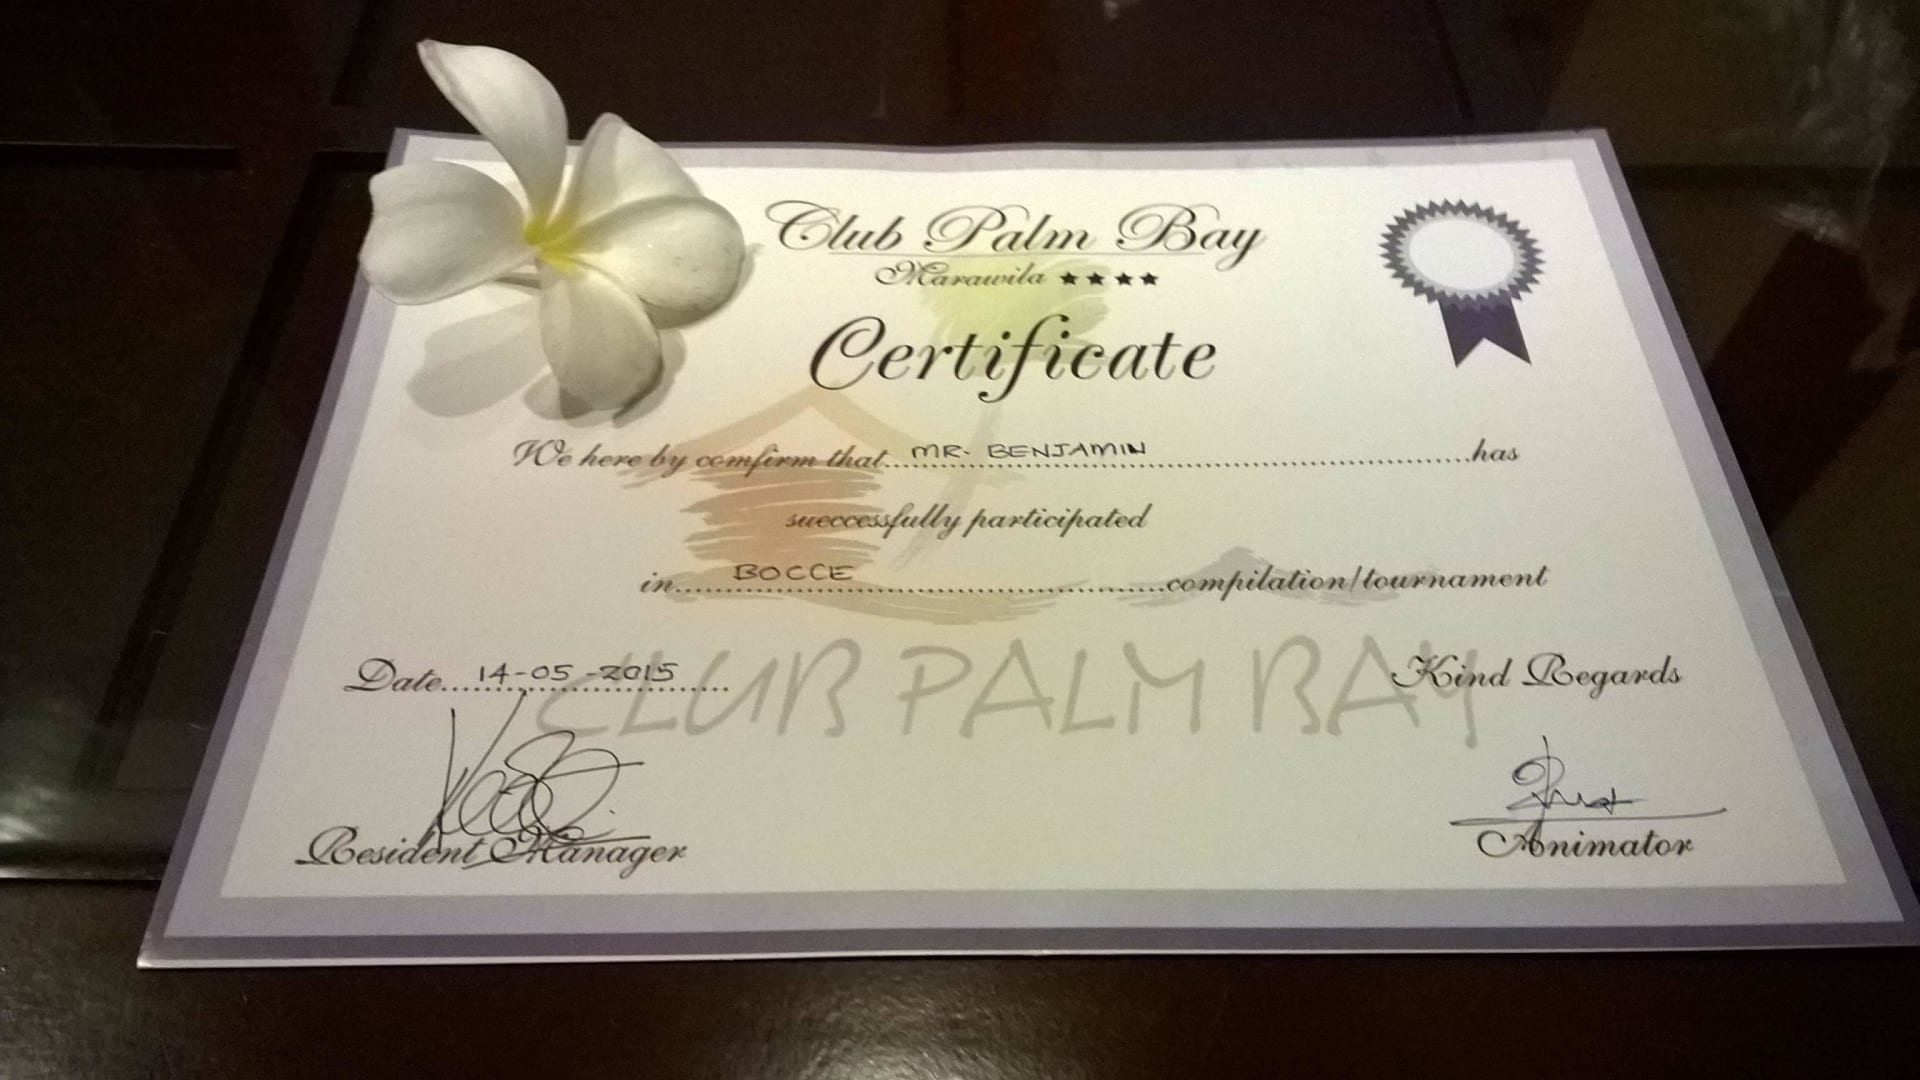 Club Palm Bay
Marawila ★★★★
Certificate
We here by comfirm that MR. BENJAMIN has
sueccessfully participated
in BOCCE compilation/tournament
Date 14-05-2015
Kind Regards
CLUB PALM BAY
Resident Manager
Animator